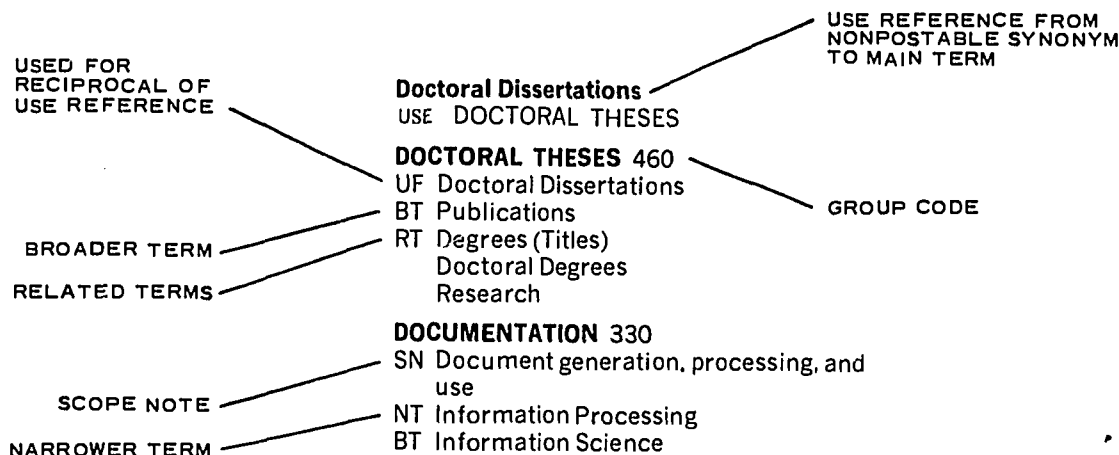 USE REFERENCE FROM
NONPOSTABLE SYNONYM
TO MAIN TERM
USED FOR
RECIPROCAL OF
USE REFERENCE
Doctoral Dissertations
USE DOCTORAL THESES
DOCTORAL THESES 460
UF Doctoral Dissertations
GROUP CODE
BT Publications
BROADER TERM
RT Degrees (Titles)
Doctoral Degrees
RELATED TERMS
Research
DOCUMENTATION 330
SN Document generation, processing, and
use
SCOPE NOTE
NT Information Processing
NARROWER TERM
BT Information Science